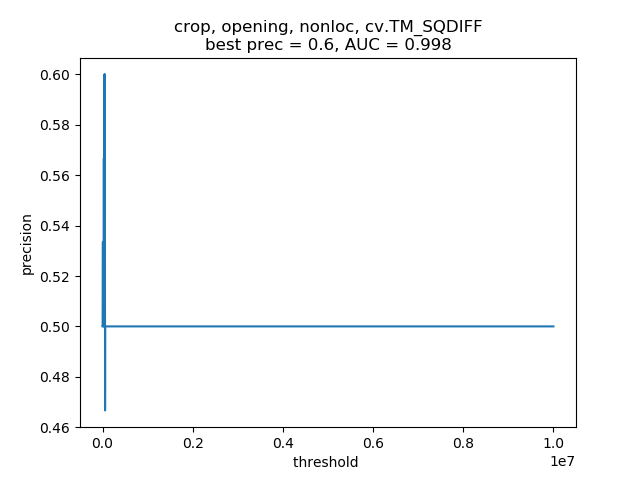 crop, opening, nonloc, cv.TM_SQDIFF
best prec = 0.6, AUC = 0.998
0.60
0.58
0.56
0.54
0.52
0.50
0.48
0.46
precision
0.0
0.2
0.4
0.6
0.8
1.0
1e7
threshold